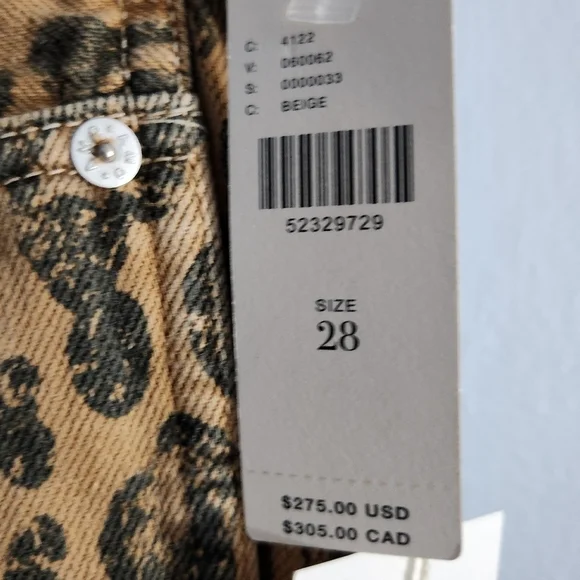 C: 4122
V: 060062
S: 0000033
C: BEIGE
52329729
SIZE
28
$275.00 USD
$305.00 CAD